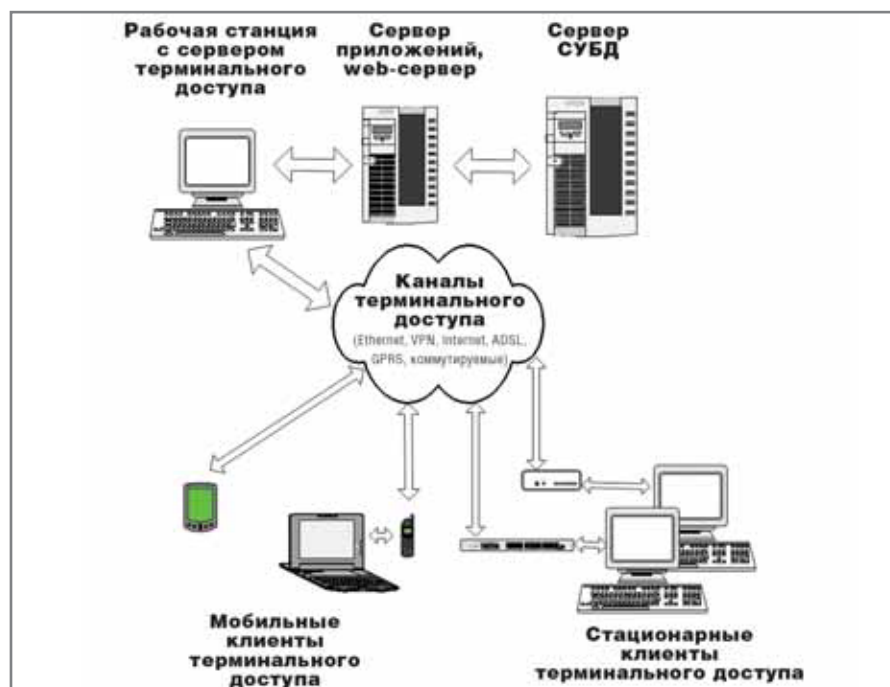 Рабочая станция
с сервером
терминального
доступа
Сервер
приложений,
web-сервер
Сервер
СУБД
Каналы
терминального
доступа
(Ethernet, VPN, Internet, ADSL,
GPRS, коммутируемые)
Мобильные
клиенты
терминального
доступа
Стационарные
клиенты
терминального доступа